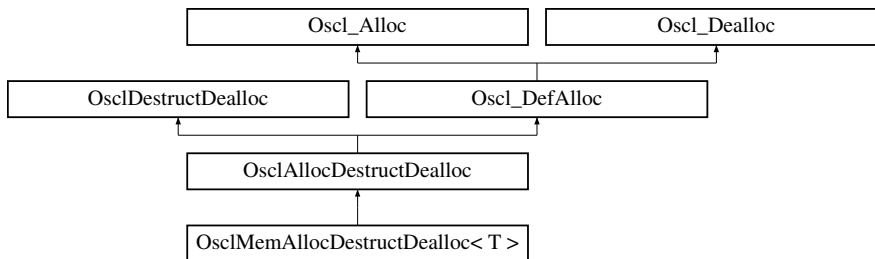 Oscl_Alloc
Oscl_Dealloc
OsclDestructDealloc
Oscl_DefAlloc
OsclAllocDestructDealloc
OsclMemAllocDestructDealloc< T >